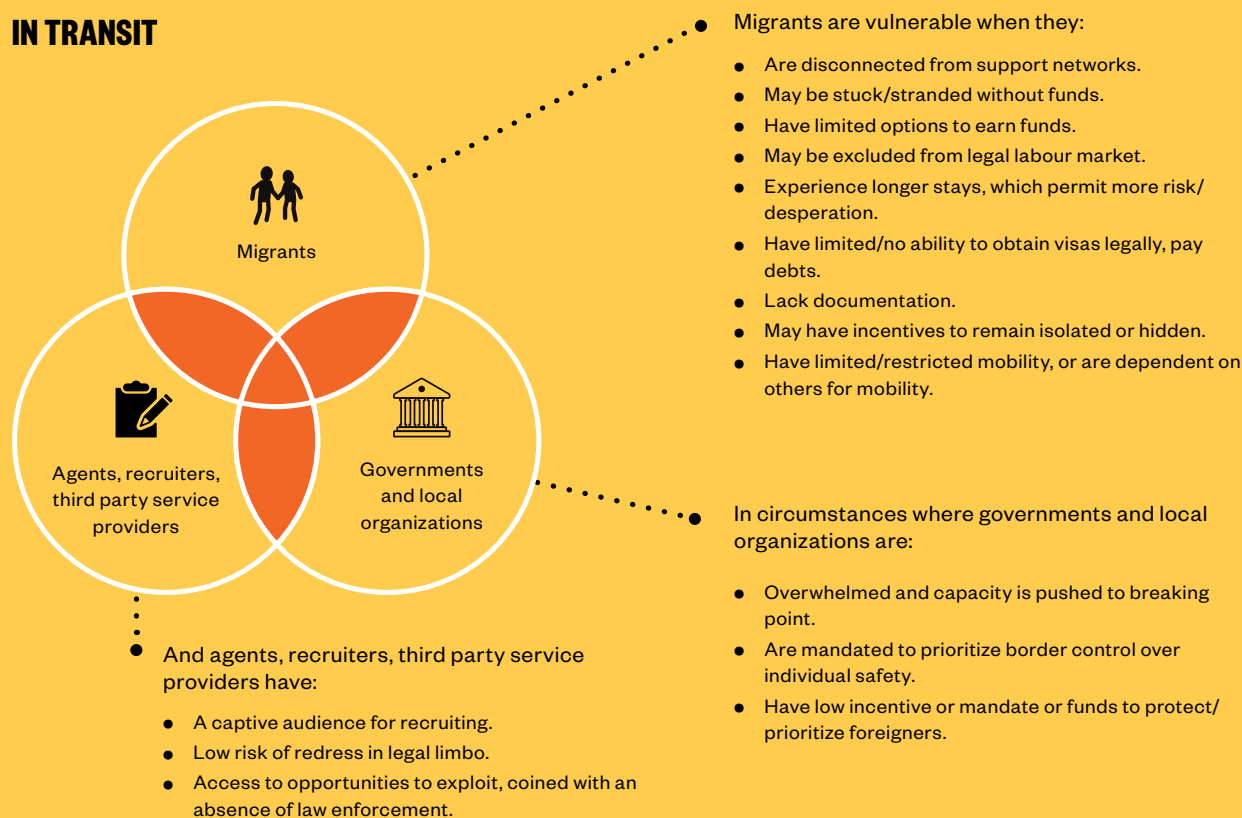 IN TRANSIT
Migrants
Agents, recruiters,
third party service
providers
Governments
and local
organizations
Migrants are vulnerable when they:
● Are disconnected from support networks.
● May be stuck/stranded without funds.
● Have limited options to earn funds.
● May be excluded from legal labour market.
● Experience longer stays, which permit more risk/
desperation.
● Have limited/no ability to obtain visas legally, pay
debts.
● Lack documentation.
● May have incentives to remain isolated or hidden.
● Have limited/restricted mobility, or are dependent on
others for mobility.
In circumstances where governments and local
organizations are:
● Overwhelmed and capacity is pushed to breaking
point.
● Are mandated to prioritize border control over
individual safety.
● Have low incentive or mandate or funds to protect/
prioritize foreigners.
And agents, recruiters, third party service
providers have:
● A captive audience for recruiting.
● Low risk of redress in legal limbo.
● Access to opportunities to exploit, coined with an
absence of law enforcement.